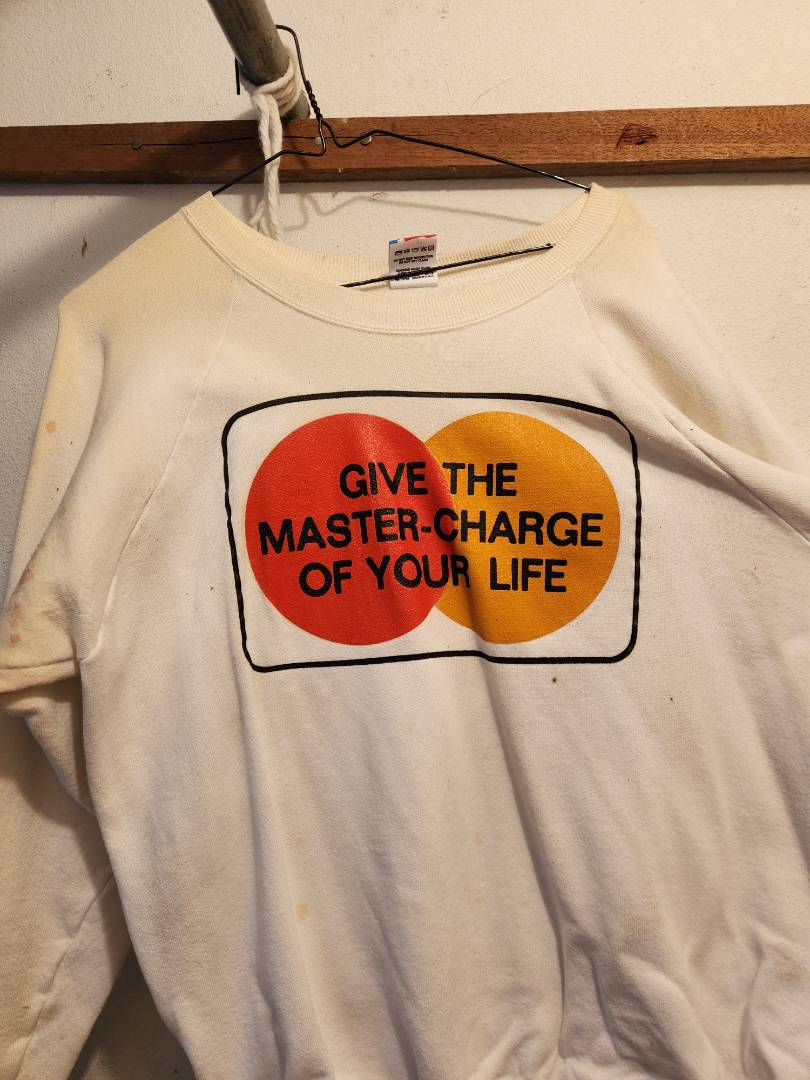 GIVE THE
MASTER-CHARGE
OF YOUR LIFE